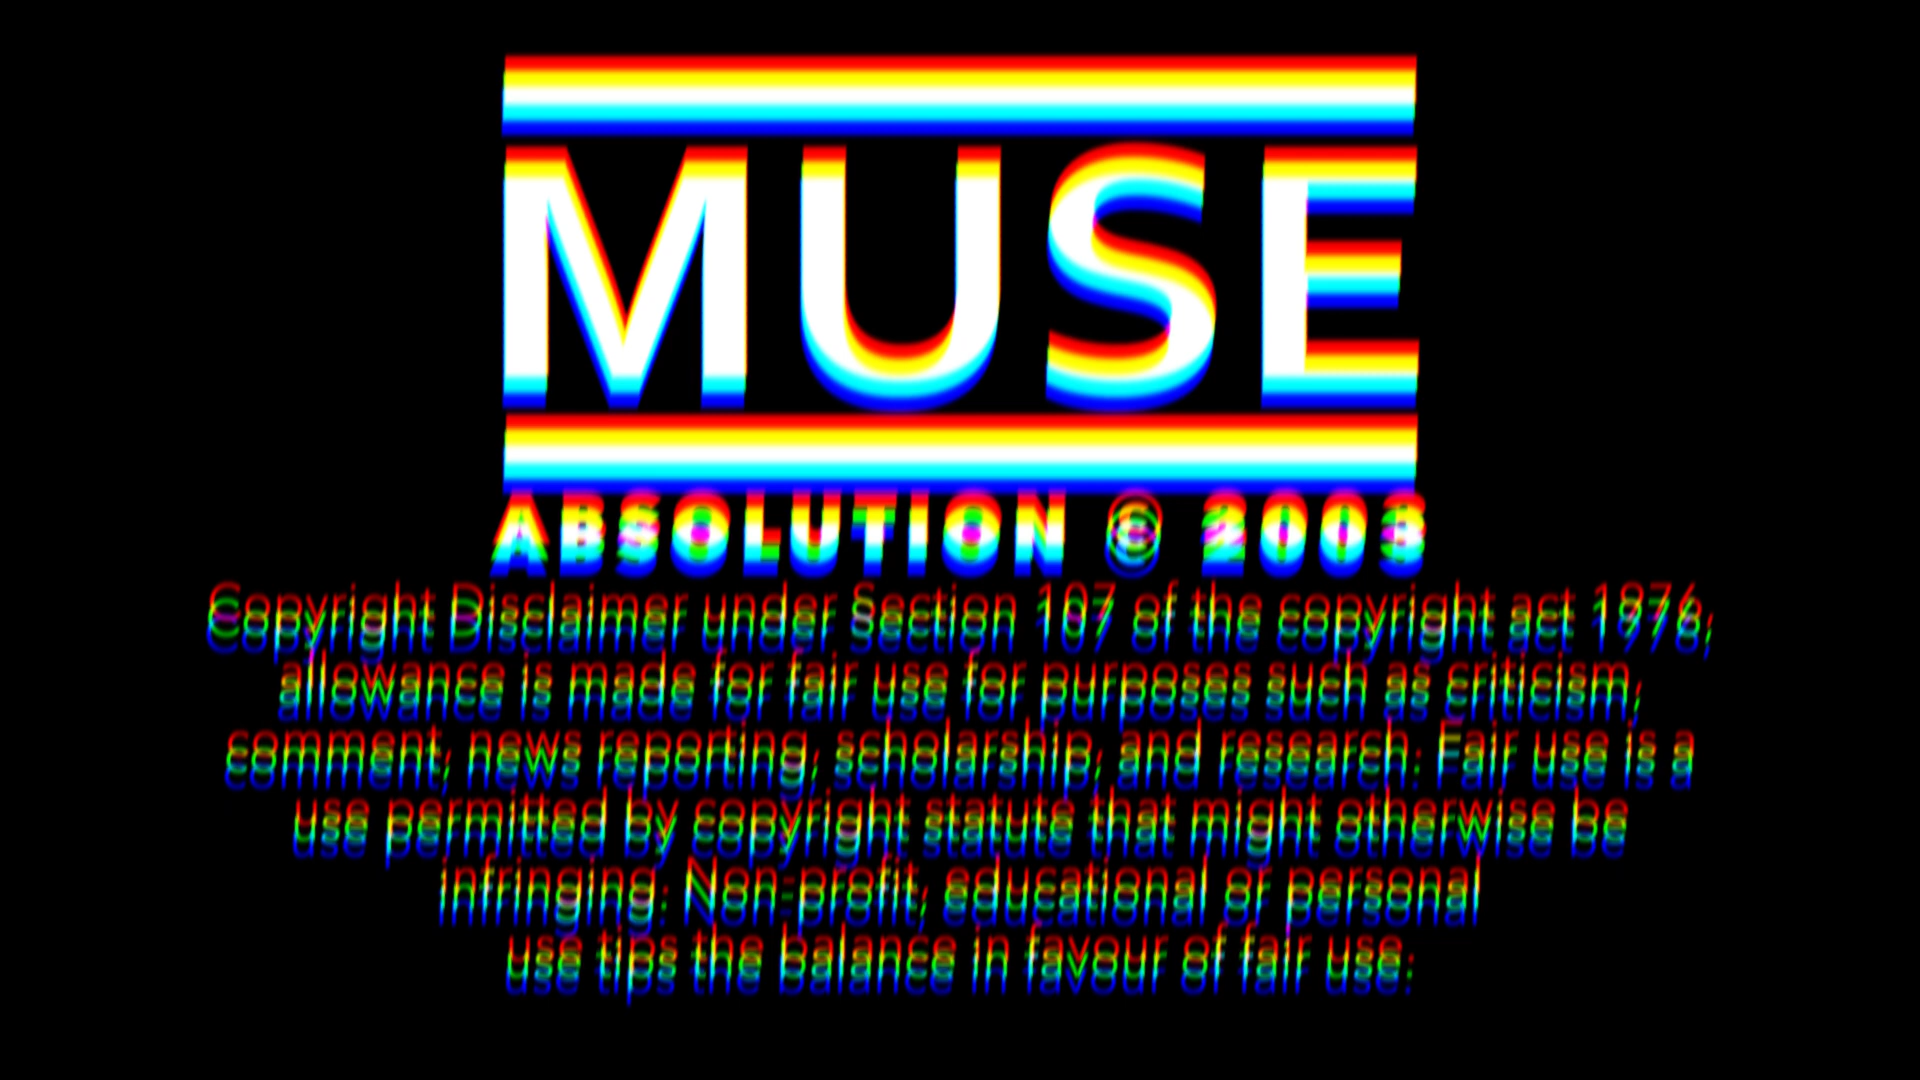 MUSE
ABSOLUTION © 2003
Copyright Disclaimer under Section 107 of the copyright act 1976,
allowance is made for fair use for purposes such as criticism,
comment, news reporting, scholarship, and research. Fair use is a
use permitted by copyright statute that might otherwise be
infringing. Non-profit, educational or personal
use tips the balance in favour of fair use.